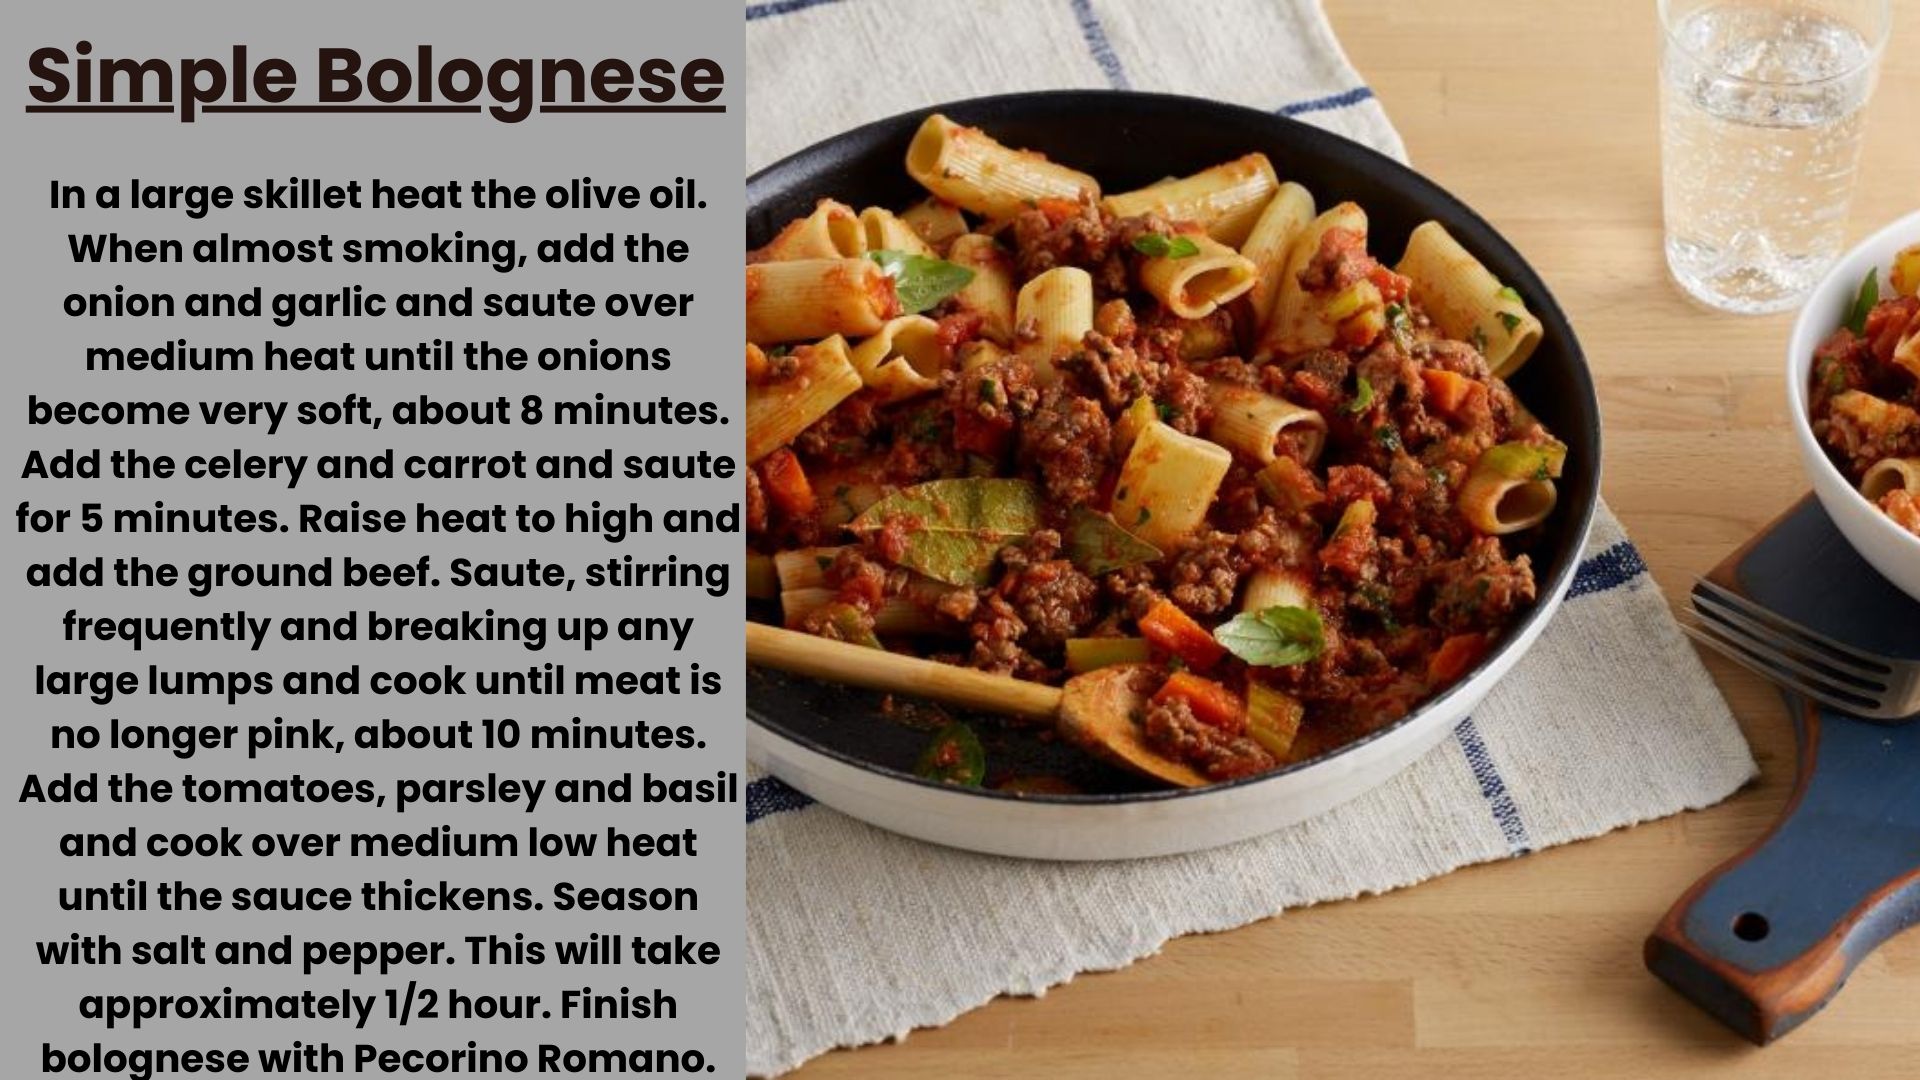 Simple Bolognese
In a large skillet heat the olive oil.
When almost smoking, add the
onion and garlic and saute over
medium heat until the onions
become very soft, about 8 minutes.
Add the celery and carrot and saute
for 5 minutes. Raise heat to high and
add the ground beef. Saute, stirring
frequently and breaking up any
large lumps and cook until meat is
no longer pink, about 10 minutes.
Add the tomatoes, parsley and basil
and cook over medium low heat
until the sauce thickens. Season
with salt and pepper. This will take
approximately 1/2 hour. Finish
bolognese with Pecorino Romano.